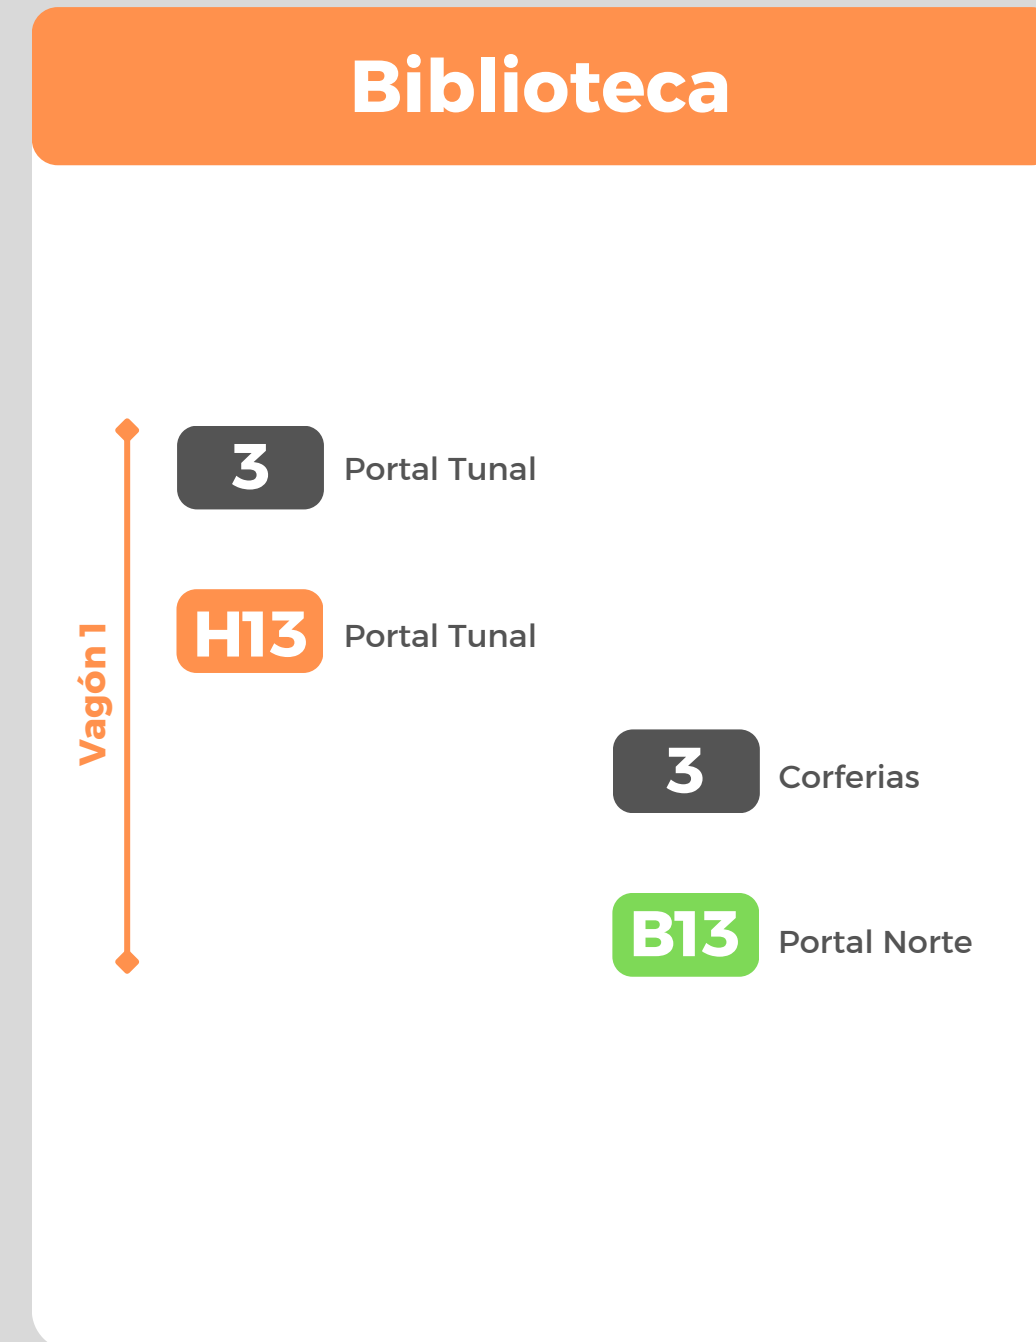 Biblioteca
3 Portal Tunal
H13 Portal Tunal
Vagón 1
3 Corferias
B13 Portal Norte